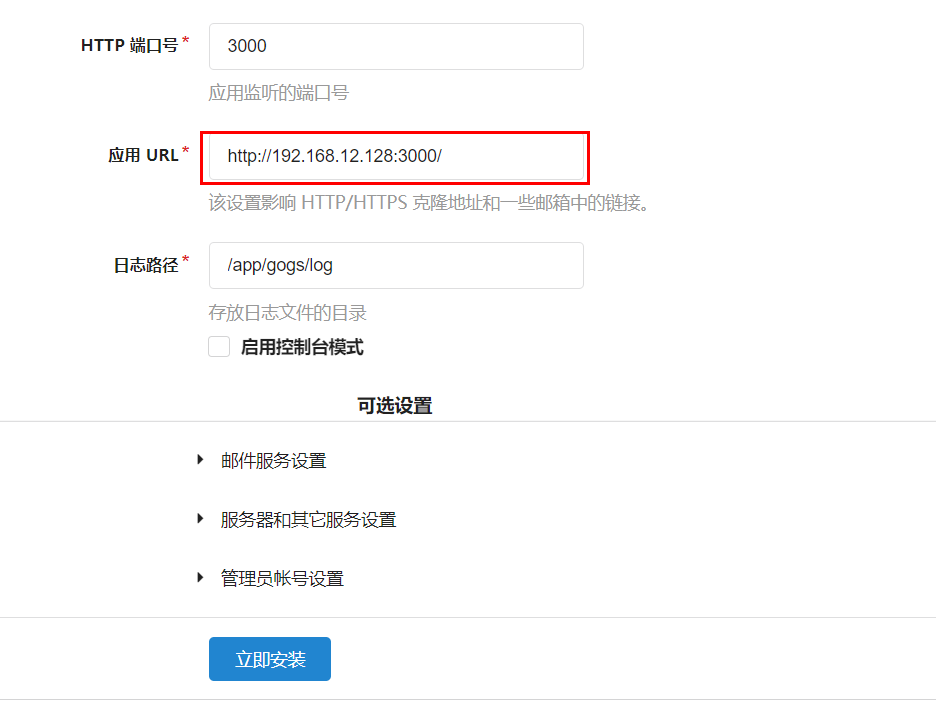 HTTP 端口号*
3000
应用监听的端口号
应用 URL*
http://192.168.12.128:3000/
该设置影响 HTTP/HTTPS 克隆地址和一些邮箱中的链接。
日志路径*
/app/gogs/log
存放日志文件的目录
启用控制台模式
可选设置
邮件服务设置
服务器和其它服务设置
管理员帐号设置
立即安装